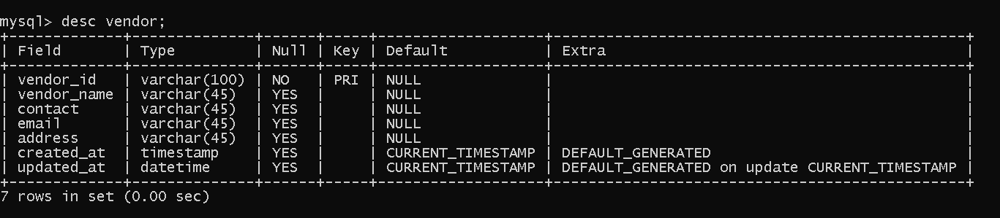 mysql> desc vendor;
+-------------+--------------+------+-----+-------------------+-----------------------------------------------+
| Field       | Type         | Null | Key | Default           | Extra                                         |
+-------------+--------------+------+-----+-------------------+-----------------------------------------------+
| vendor_id   | varchar(100) | NO   | PRI | NULL              |                                               |
| vendor_name | varchar(45)  | YES  |     | NULL              |                                               |
| contact     | varchar(45)  | YES  |     | NULL              |                                               |
| email       | varchar(45)  | YES  |     | NULL              |                                               |
| address     | varchar(45)  | YES  |     | NULL              |                                               |
| created_at  | timestamp    | YES  |     | CURRENT_TIMESTAMP | DEFAULT_GENERATED                             |
| updated_at  | datetime     | YES  |     | CURRENT_TIMESTAMP | DEFAULT_GENERATED on update CURRENT_TIMESTAMP |
+-------------+--------------+------+-----+-------------------+-----------------------------------------------+
7 rows in set (0.00 sec)